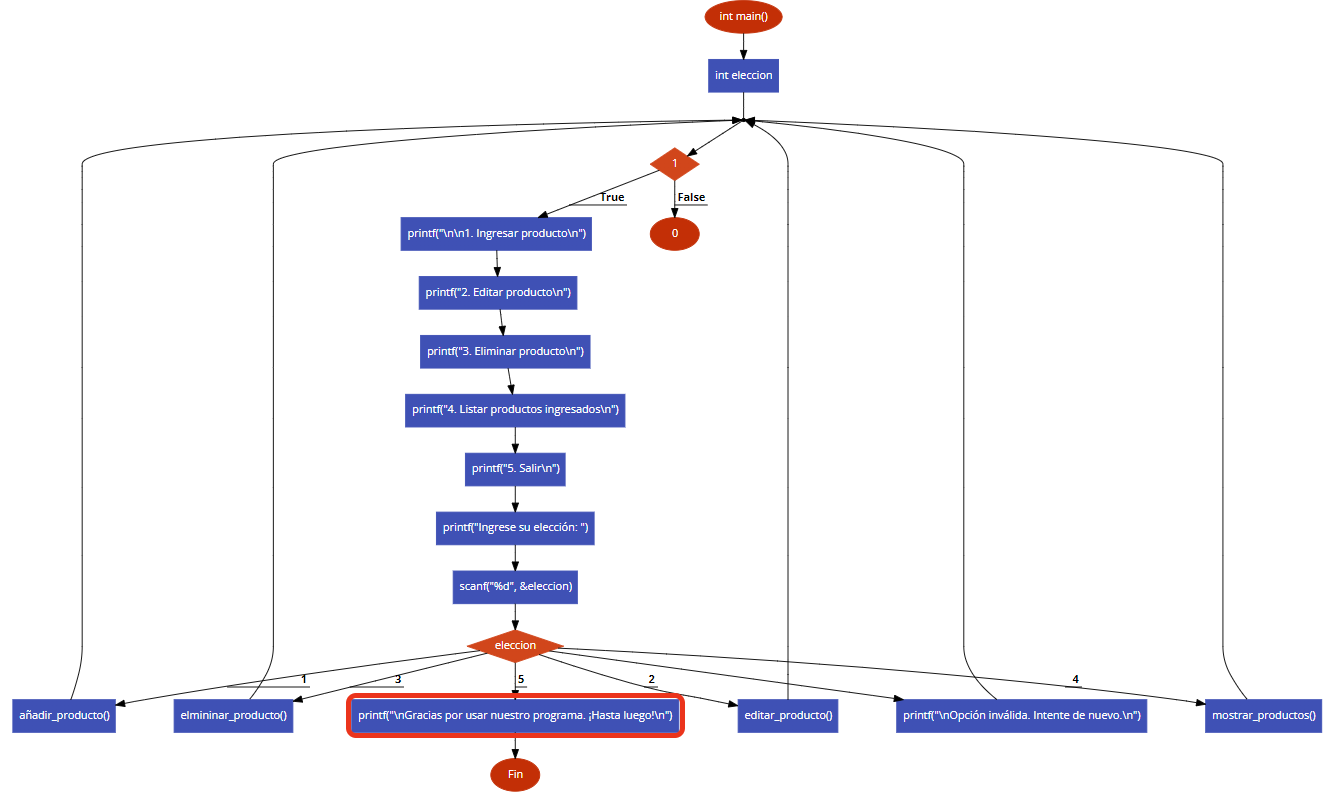 int main()
int eleccion
1
True
False
printf("\n\n1. Ingresar producto\n")
0
printf("2. Editar producto\n")
printf("3. Eliminar producto\n")
printf("4. Listar productos ingresados\n")
printf("5. Salir\n")
printf("Ingrese su elección: ")
scanf("%d", &eleccion)
eleccion
1
3
5
2
4
añadir_producto()
elmininar_producto()
printf("\nGracias por usar nuestro programa. ¡Hasta luego!\n")
editar_producto()
printf("\nOpción inválida. Intente de nuevo.\n")
mostrar_productos()
Fin